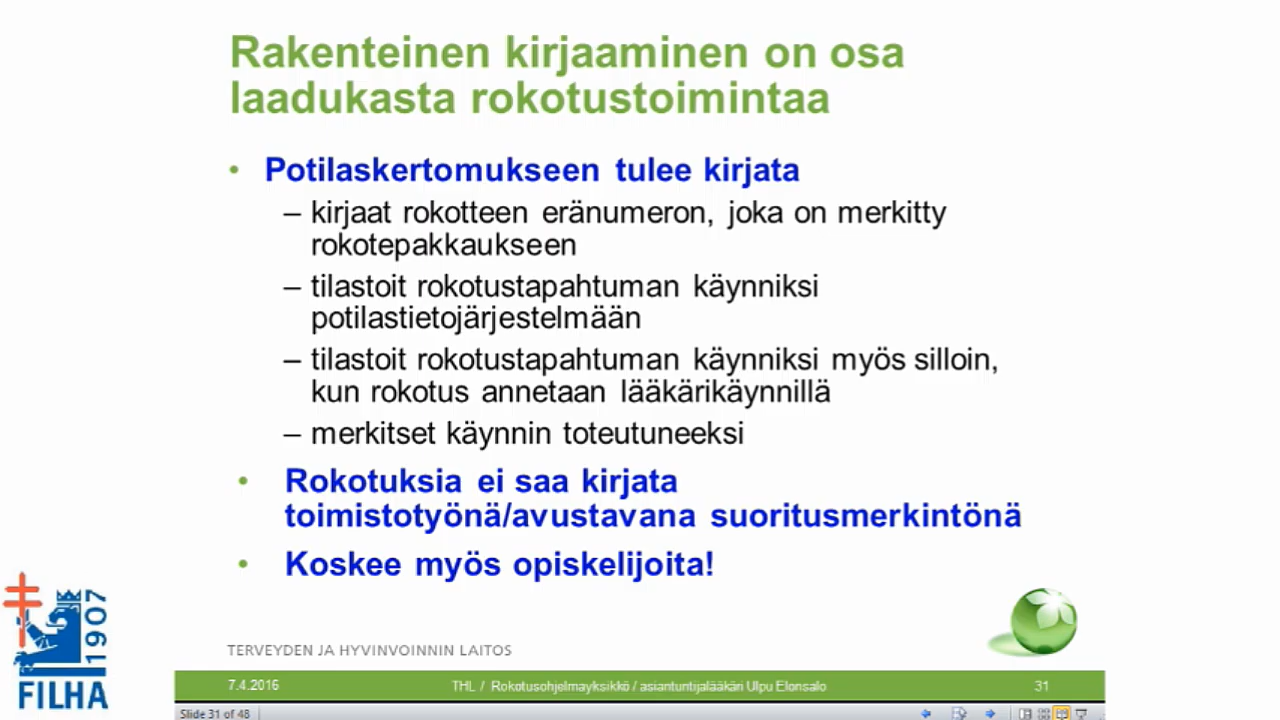 Rakenteinen kirjaaminen on osa
laadukasta rokotustoimintaa
• Potilaskertomukseen tulee kirjata
– kirjaat rokotteen eränumeron, joka on merkitty
rokotepakkaukseen
– tilastoit rokotustapahtuman käynniksi
potilastietojärjestelmään
– tilastoit rokotustapahtuman käynniksi myös silloin,
kun rokotus annetaan lääkärikäynnillä
– merkitset käynnin toteutuneeksi
• Rokotuksia ei saa kirjata
toimistotyönä/avustavana suoritusmerkintönä
• Koskee myös opiskelijoita!
1907
FILHA
TERVEYDEN JA HYVINVOINNIN LAITOS
7.4.2016 THL / Rokotusohjelmayksikkö / asiantuntijalääkäri Ulpu Elonsalo 31
Slide 31 of 48